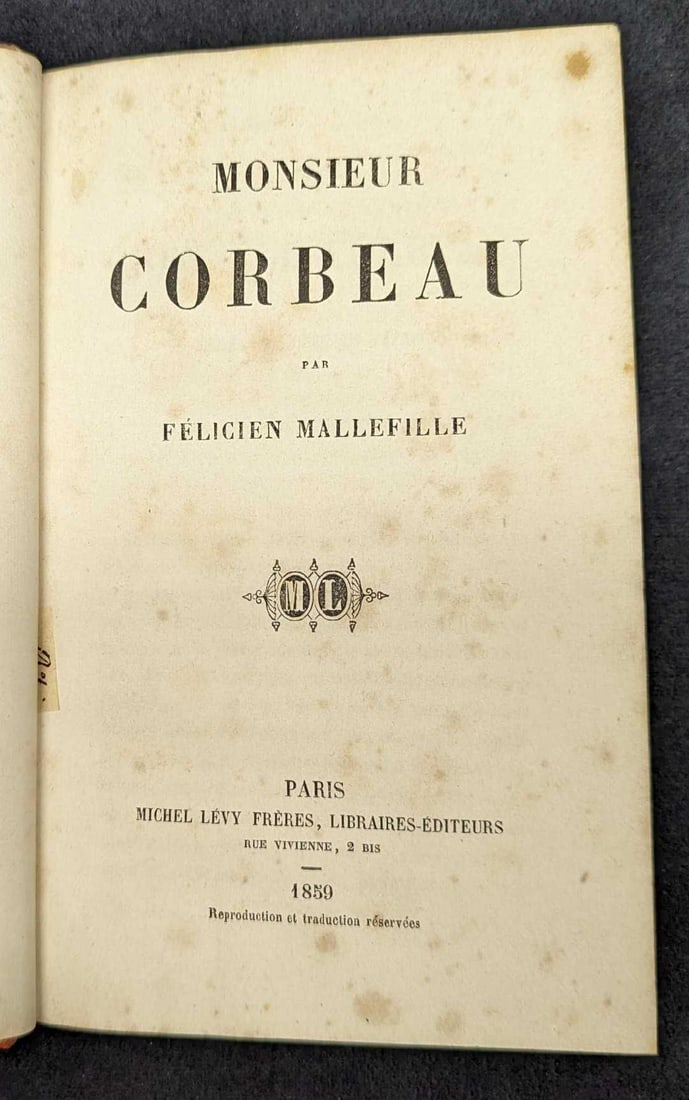 MONSIEUR
CORBEAU
PAR
FÉLICIEN MALLEFILLE
ML
PARIS
MICHEL LÉVY FRÈRES, LIBRAIRES-ÉDITEURS
RUE VIVIENNE, 2 BIS
1859
Reproduction et traduction réservées